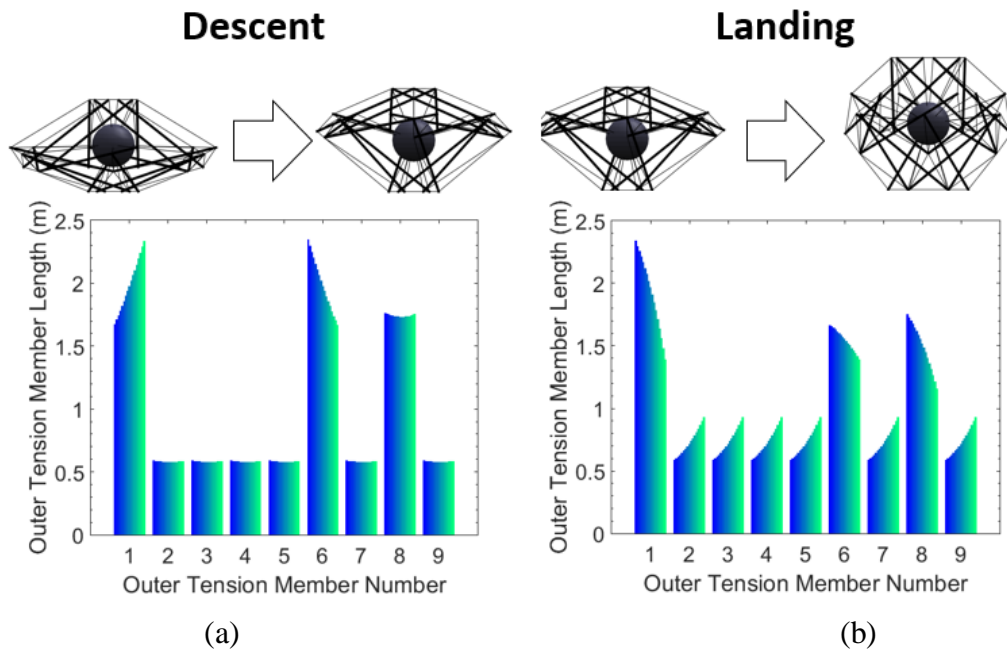 Descent
Landing
Outer Tension Member Length (m)
2.5
2
1.5
1
0.5
0
1 2 3 4 5 6 7 8 9
Outer Tension Member Number
(a)
Outer Tension Member Length (m)
2.5
2
1.5
1
0.5
0
1 2 3 4 5 6 7 8 9
Outer Tension Member Number
(b)